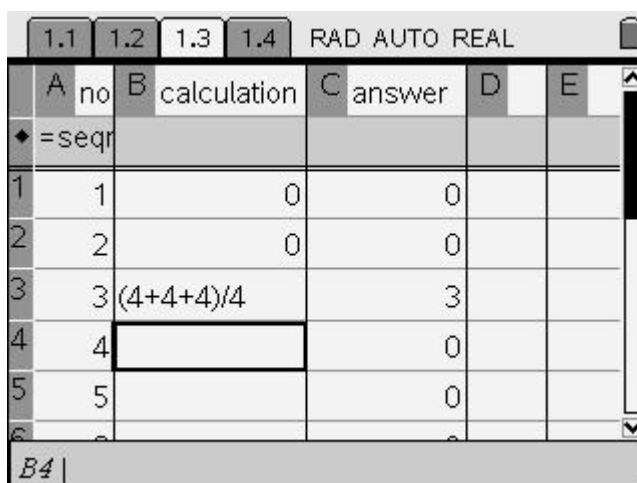 1.1 1.2 1.3 1.4 RAD AUTO REAL
A no B calculation C answer D E
=seqr
1 1 0 0
2 2 0 0
3 3 (4+4+4)/4 3
4 4 0
5 5 0
B4